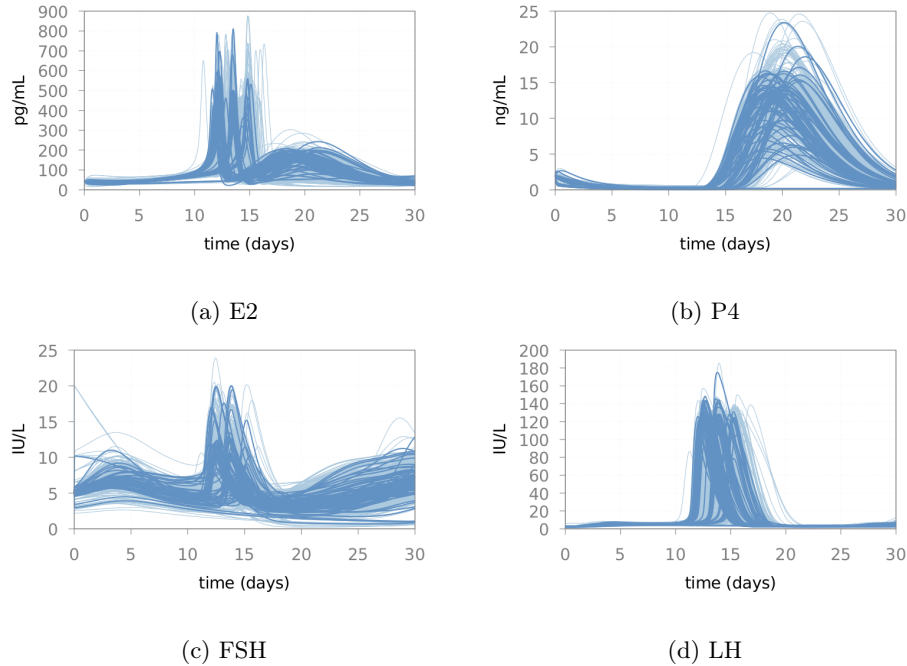 900
800
700
600
500
400
300
200
100
0
pg/mL
0 5 10 15 20 25 30
time (days)
(a) E2
25
20
15
10
5
0
ng/mL
0 5 10 15 20 25 30
time (days)
(b) P4
25
20
15
10
5
0
IU/L
0 5 10 15 20 25 30
time (days)
(c) FSH
200
180
160
140
120
100
80
60
40
20
0
IU/L
0 5 10 15 20 25 30
time (days)
(d) LH